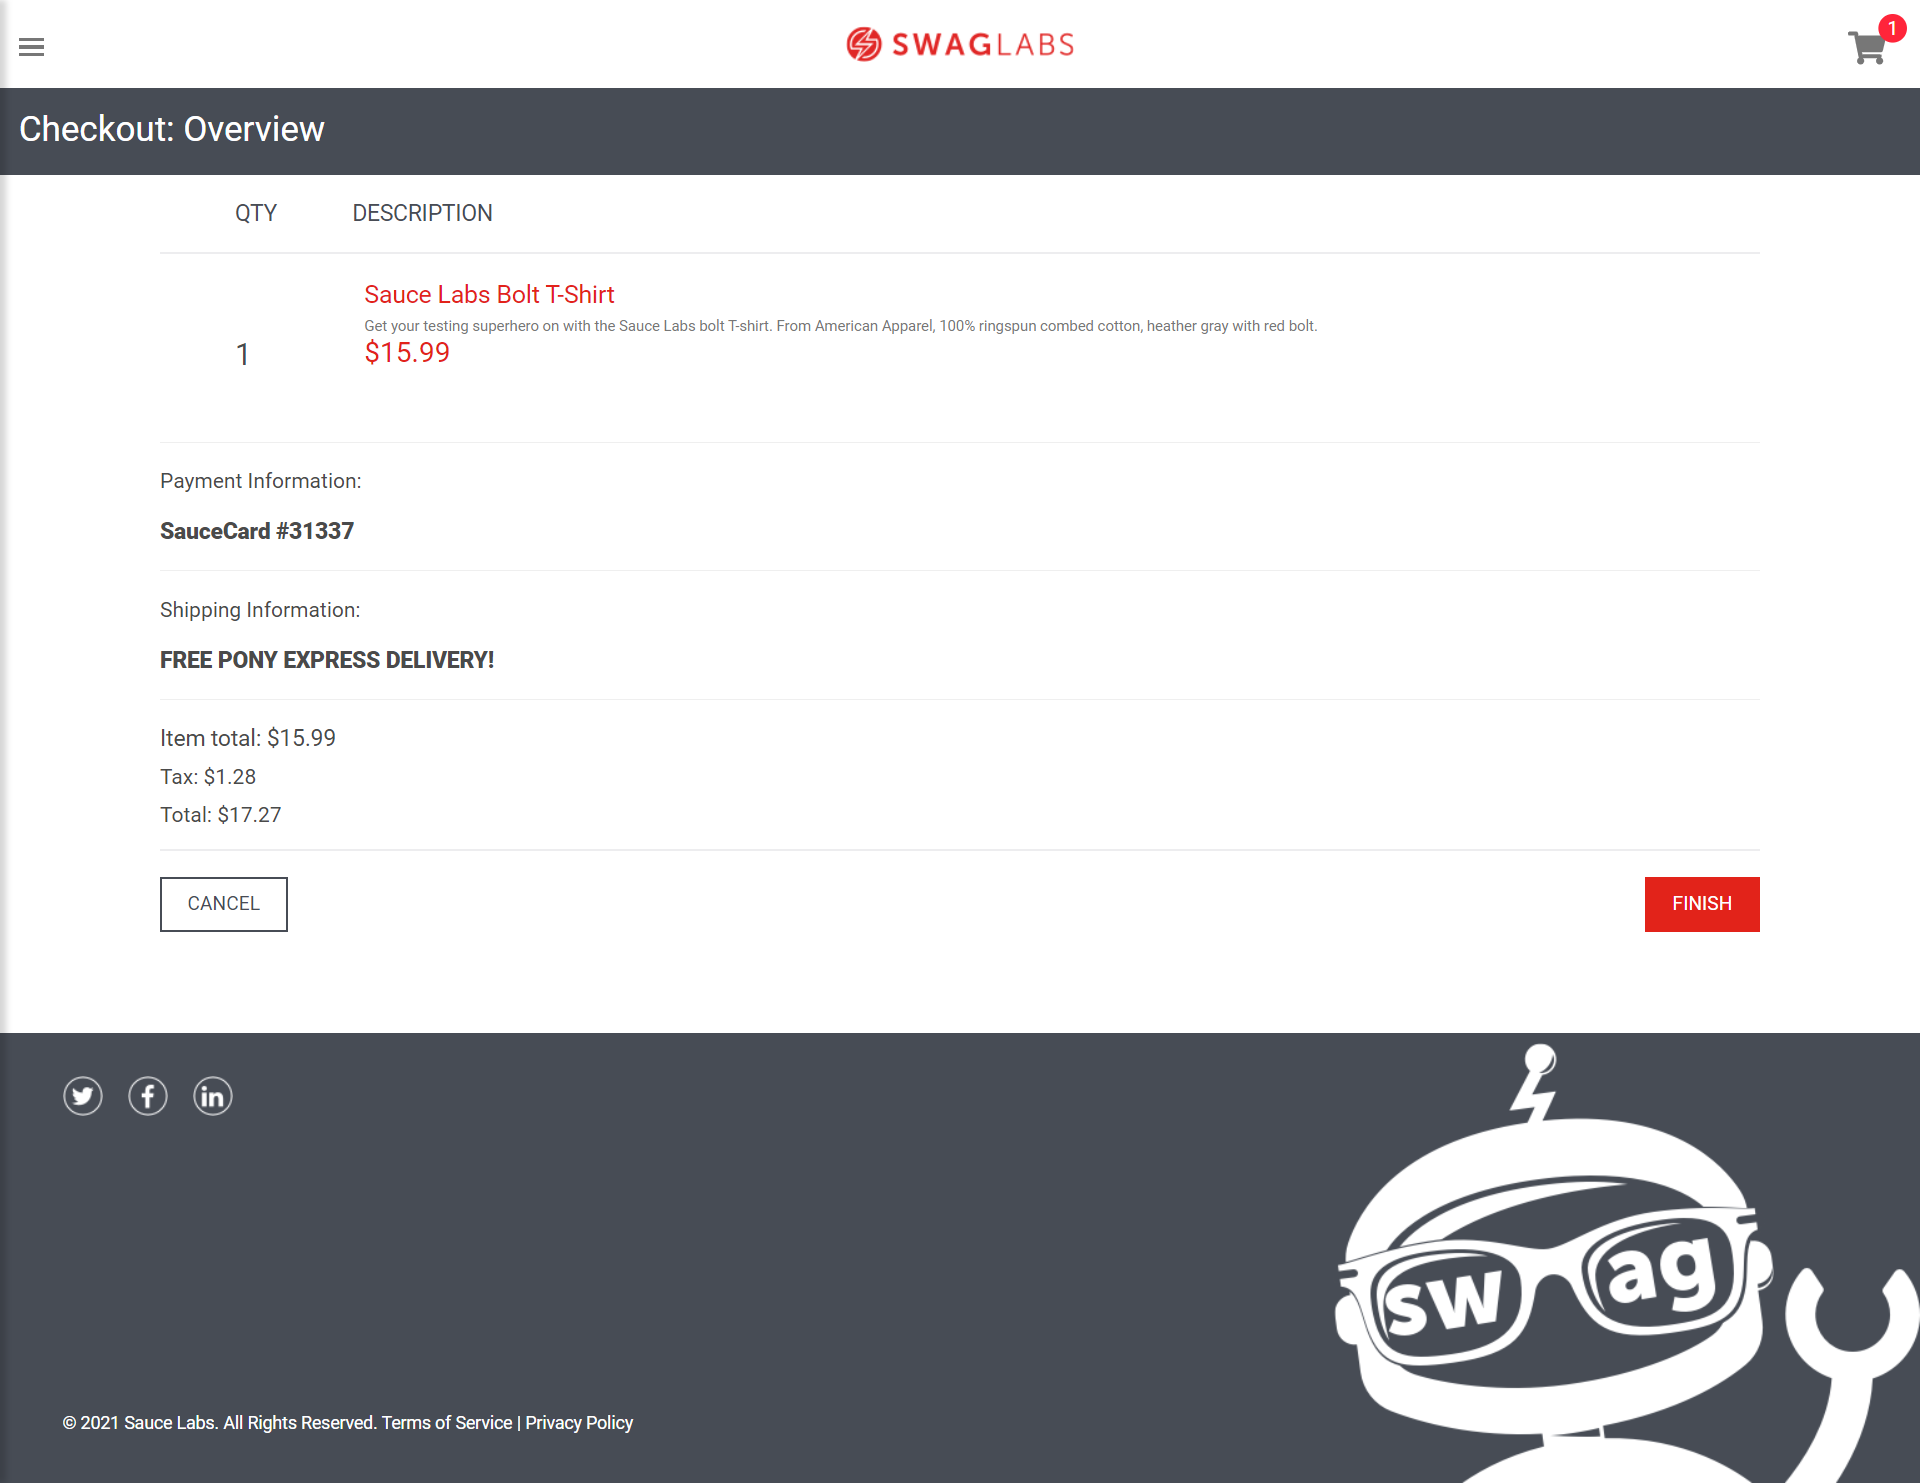 SWAGLABS
1
Checkout: Overview
QTY DESCRIPTION
Sauce Labs Bolt T-Shirt
Get your testing superhero on with the Sauce Labs bolt T-shirt. From American Apparel, 100% ringspun combed cotton, heather gray with red bolt.
1
$15.99
Payment Information:
SauceCard #31337
Shipping Information:
FREE PONY EXPRESS DELIVERY!
Item total: $15.99
Tax: $1.28
Total: $17.27
CANCEL
FINISH
sw ag
© 2021 Sauce Labs. All Rights Reserved. Terms of Service | Privacy Policy